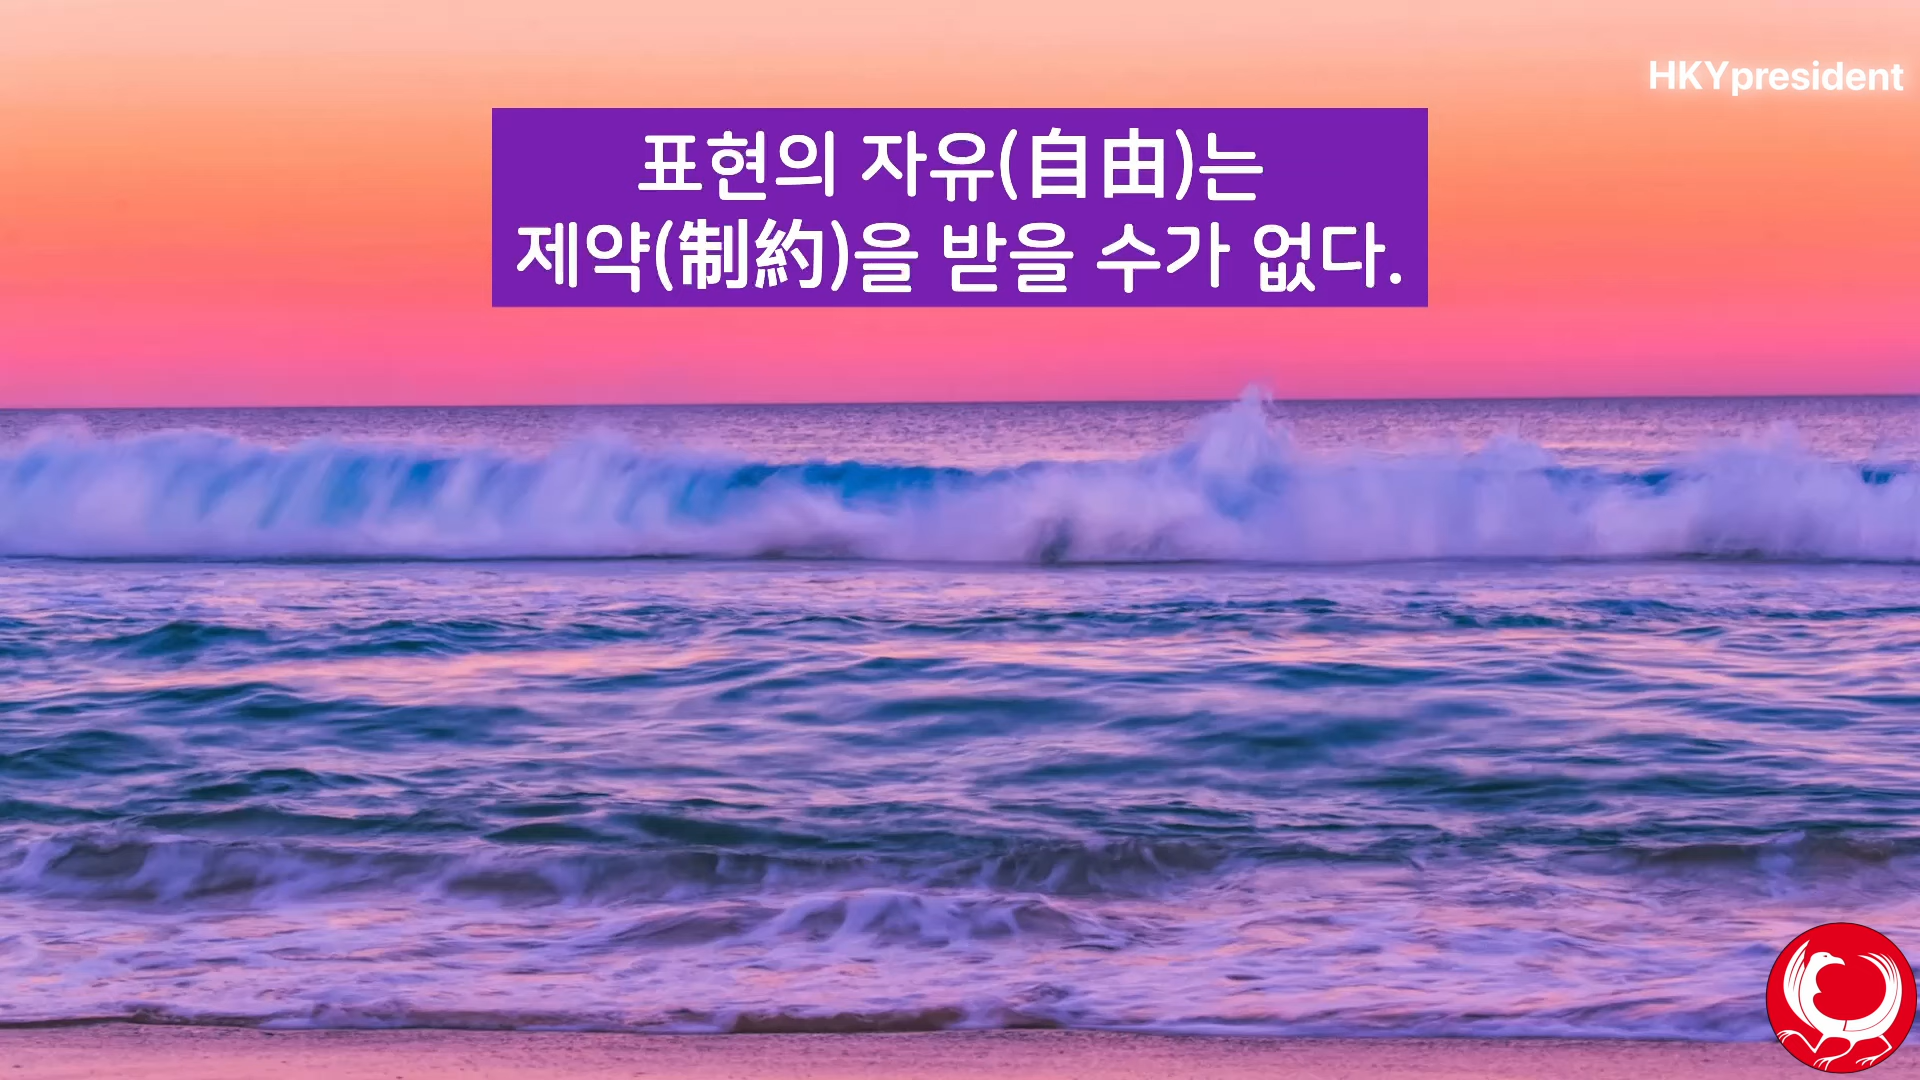 HKYpresident
표현의 자유(自由)는
제약(制約)을 받을 수가 없다.